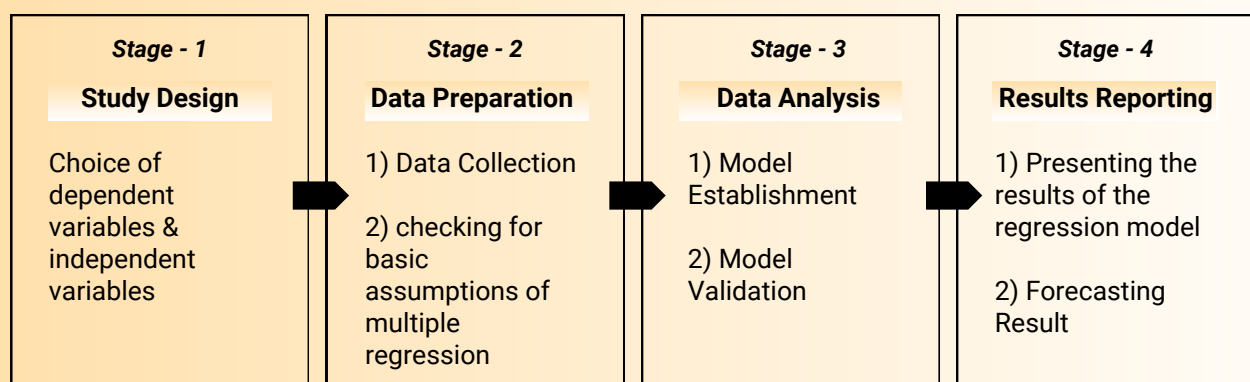 Stage - 1
Study Design
Choice of
dependent
variables &
independent
variables
Stage - 2
Data Preparation
1) Data Collection
2) checking for
basic
assumptions of
multiple
regression
Stage - 3
Data Analysis
1) Model
Establishment
2) Model
Validation
Stage - 4
Results Reporting
1) Presenting the
results of the
regression model
2) Forecasting
Result